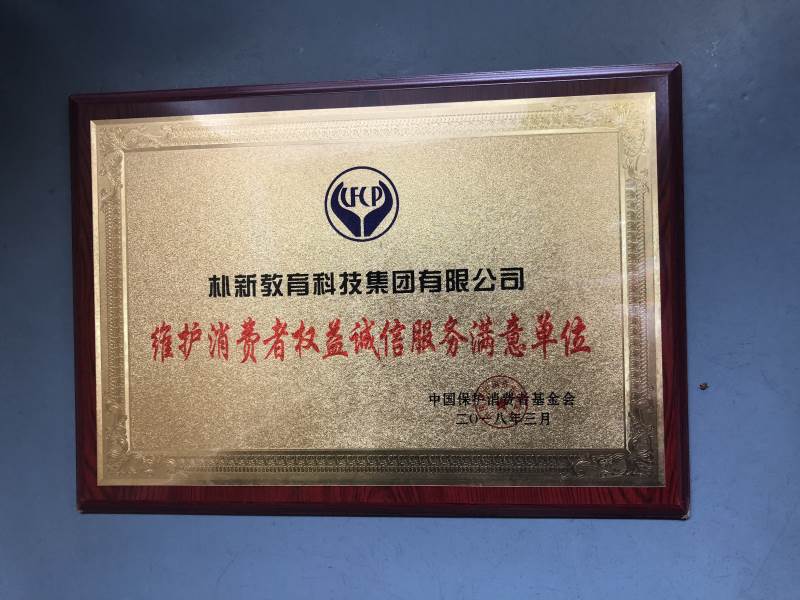 CFCP
朴新教育科技集团有限公司
维护消费者权益诚信服务满意单位
中国保护消费者基金会
二〇一八年三月